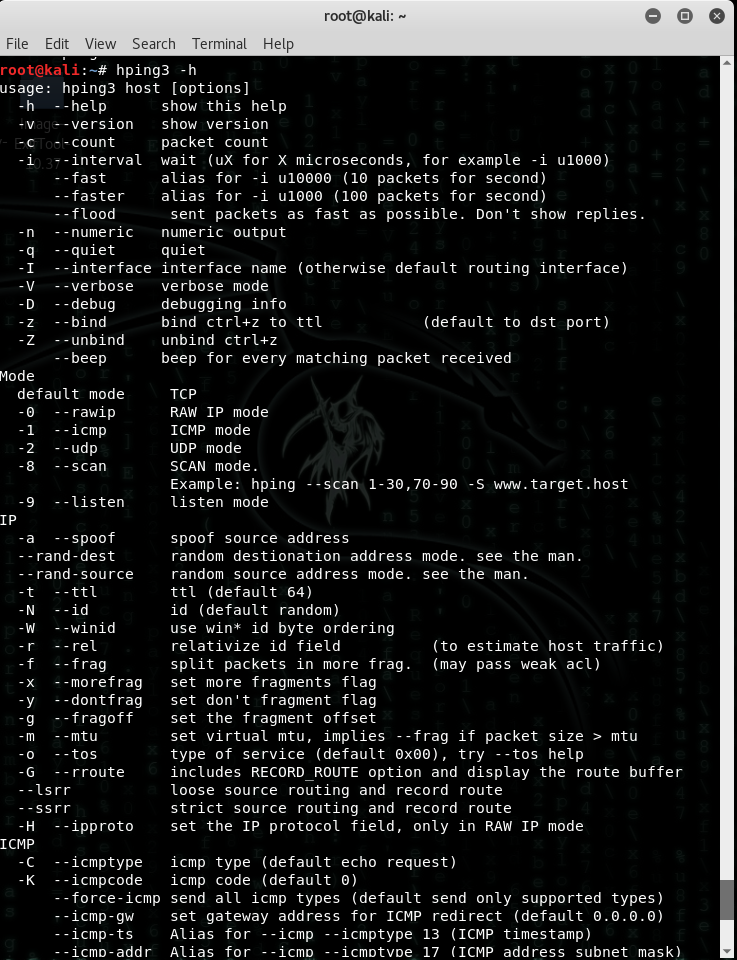 root@kali: ~
File Edit View Search Terminal Help
root@kali:~# hping3 -h
usage: hping3 host [options]
  -h  --help      show this help
  -v  --version   show version
  -c  --count     packet count
  -i  --interval  wait (uX for X microseconds, for example -i u1000)
      --fast      alias for -i u10000 (10 packets for second)
      --faster    alias for -i u1000 (100 packets for second)
      --flood      sent packets as fast as possible. Don't show replies.
  -n  --numeric   numeric output
  -q  --quiet     quiet
  -I  --interface interface name (otherwise default routing interface)
  -V  --verbose   verbose mode
  -D  --debug     debugging info
  -z  --bind      bind ctrl+z to ttl           (default to dst port)
  -Z  --unbind    unbind ctrl+z
      --beep      beep for every matching packet received
Mode
  default mode     TCP
  -0  --rawip      RAW IP mode
  -1  --icmp       ICMP mode
  -2  --udp        UDP mode
  -8  --scan       SCAN mode.
                   Example: hping --scan 1-30,70-90 -S www.target.host
  -9  --listen     listen mode
IP
  -a  --spoof      spoof source address
  --rand-dest      random destionation address mode. see the man.
  --rand-source    random source address mode. see the man.
  -t  --ttl        ttl (default 64)
  -N  --id         id (default random)
  -W  --winid      use win* id byte ordering
  -r  --rel        relativize id field          (to estimate host traffic)
  -f  --frag       split packets in more frag.  (may pass weak acl)
  -x  --morefrag   set more fragments flag
  -y  --dontfrag   set don't fragment flag
  -g  --fragoff    set the fragment offset
  -m  --mtu        set virtual mtu, implies --frag if packet size > mtu
  -o  --tos        type of service (default 0x00), try --tos help
  -G  --rroute     includes RECORD_ROUTE option and display the route buffer
  --lsrr           loose source routing and record route
  --ssrr           strict source routing and record route
  -H  --ipproto    set the IP protocol field, only in RAW IP mode
ICMP
  -C  --icmptype   icmp type (default echo request)
  -K  --icmpcode   icmp code (default 0)
      --force-icmp send all icmp types (default send only supported types)
      --icmp-gw    set gateway address for ICMP redirect (default 0.0.0.0)
      --icmp-ts    Alias for --icmp --icmptype 13 (ICMP timestamp)
      --icmp-addr  Alias for --icmp --icmptype 17 (ICMP address subnet mask)